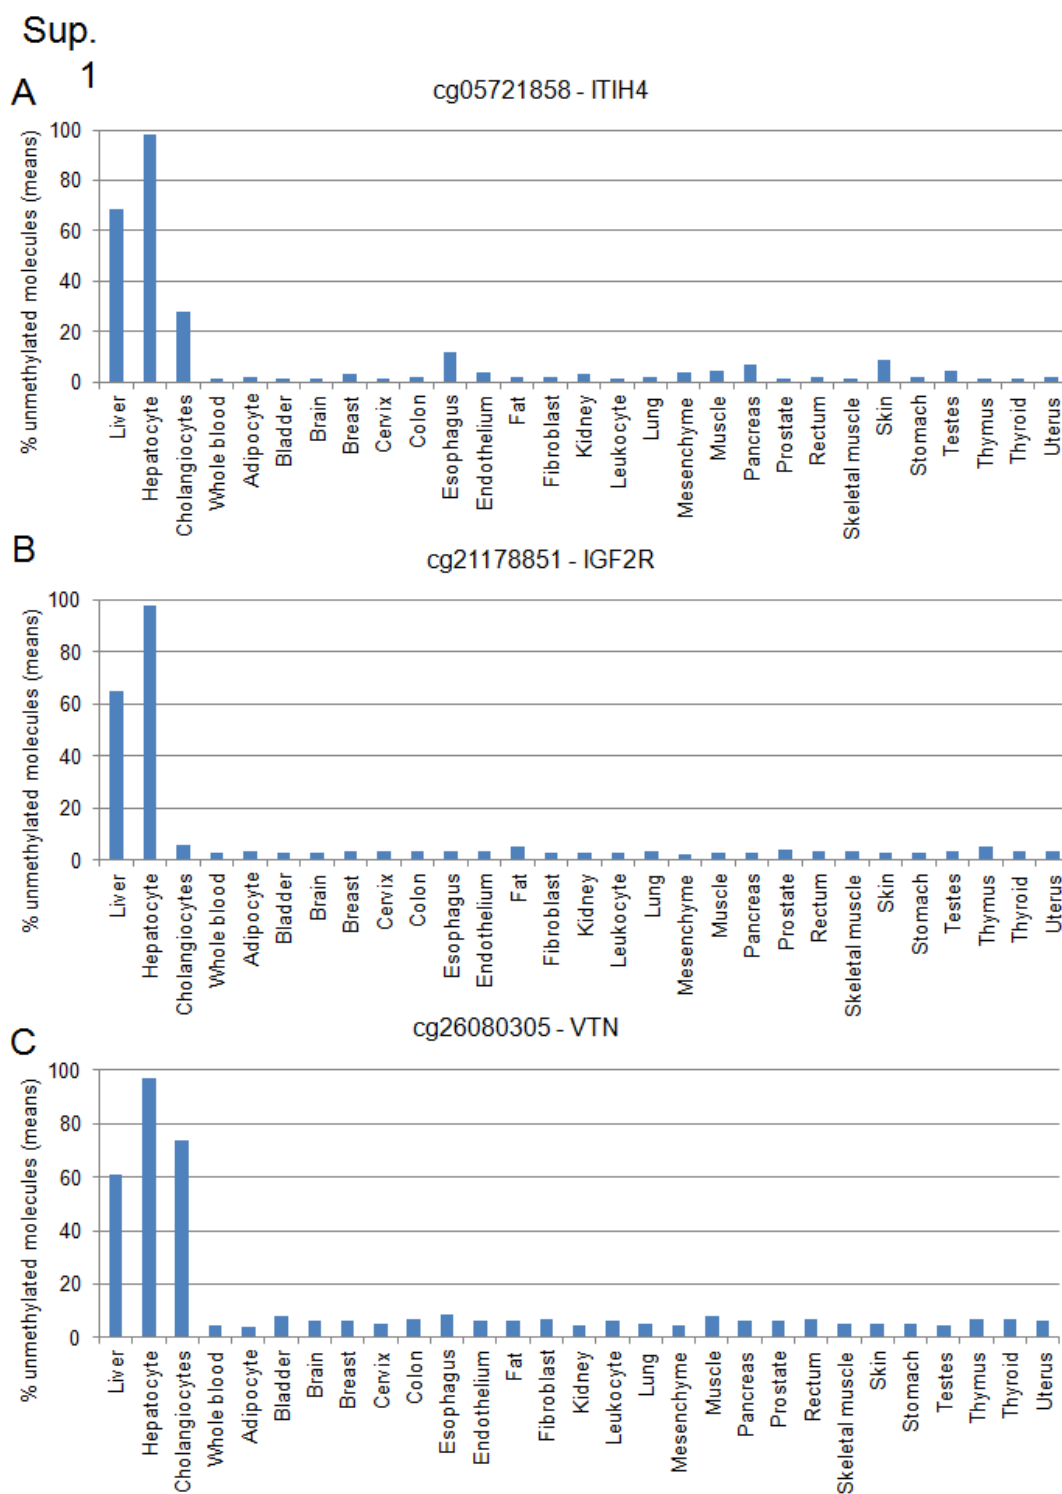 Sup.
1
A
cg05721858 - ITIH4
% unmethylated molecules (means)
100
80
60
40
20
0
Liver
Hepatocyte
Cholangiocytes
Whole blood
Adipocyte
Bladder
Brain
Breast
Cervix
Colon
Esophagus
Endothelium
Fat
Fibroblast
Kidney
Leukocyte
Lung
Mesenchyme
Muscle
Pancreas
Prostate
Rectum
Skeletal muscle
Skin
Stomach
Testes
Thymus
Thyroid
Uterus
B
cg21178851 - IGF2R
% unmethylated molecules (means)
100
80
60
40
20
0
Liver
Hepatocyte
Cholangiocytes
Whole blood
Adipocyte
Bladder
Brain
Breast
Cervix
Colon
Esophagus
Endothelium
Fat
Fibroblast
Kidney
Leukocyte
Lung
Mesenchyme
Muscle
Pancreas
Prostate
Rectum
Skeletal muscle
Skin
Stomach
Testes
Thymus
Thyroid
Uterus
C
cg26080305 - VTN
% unmethylated molecules (means)
100
80
60
40
20
0
Liver
Hepatocyte
Cholangiocytes
Whole blood
Adipocyte
Bladder
Brain
Breast
Cervix
Colon
Esophagus
Endothelium
Fat
Fibroblast
Kidney
Leukocyte
Lung
Mesenchyme
Muscle
Pancreas
Prostate
Rectum
Skeletal muscle
Skin
Stomach
Testes
Thymus
Thyroid
Uterus